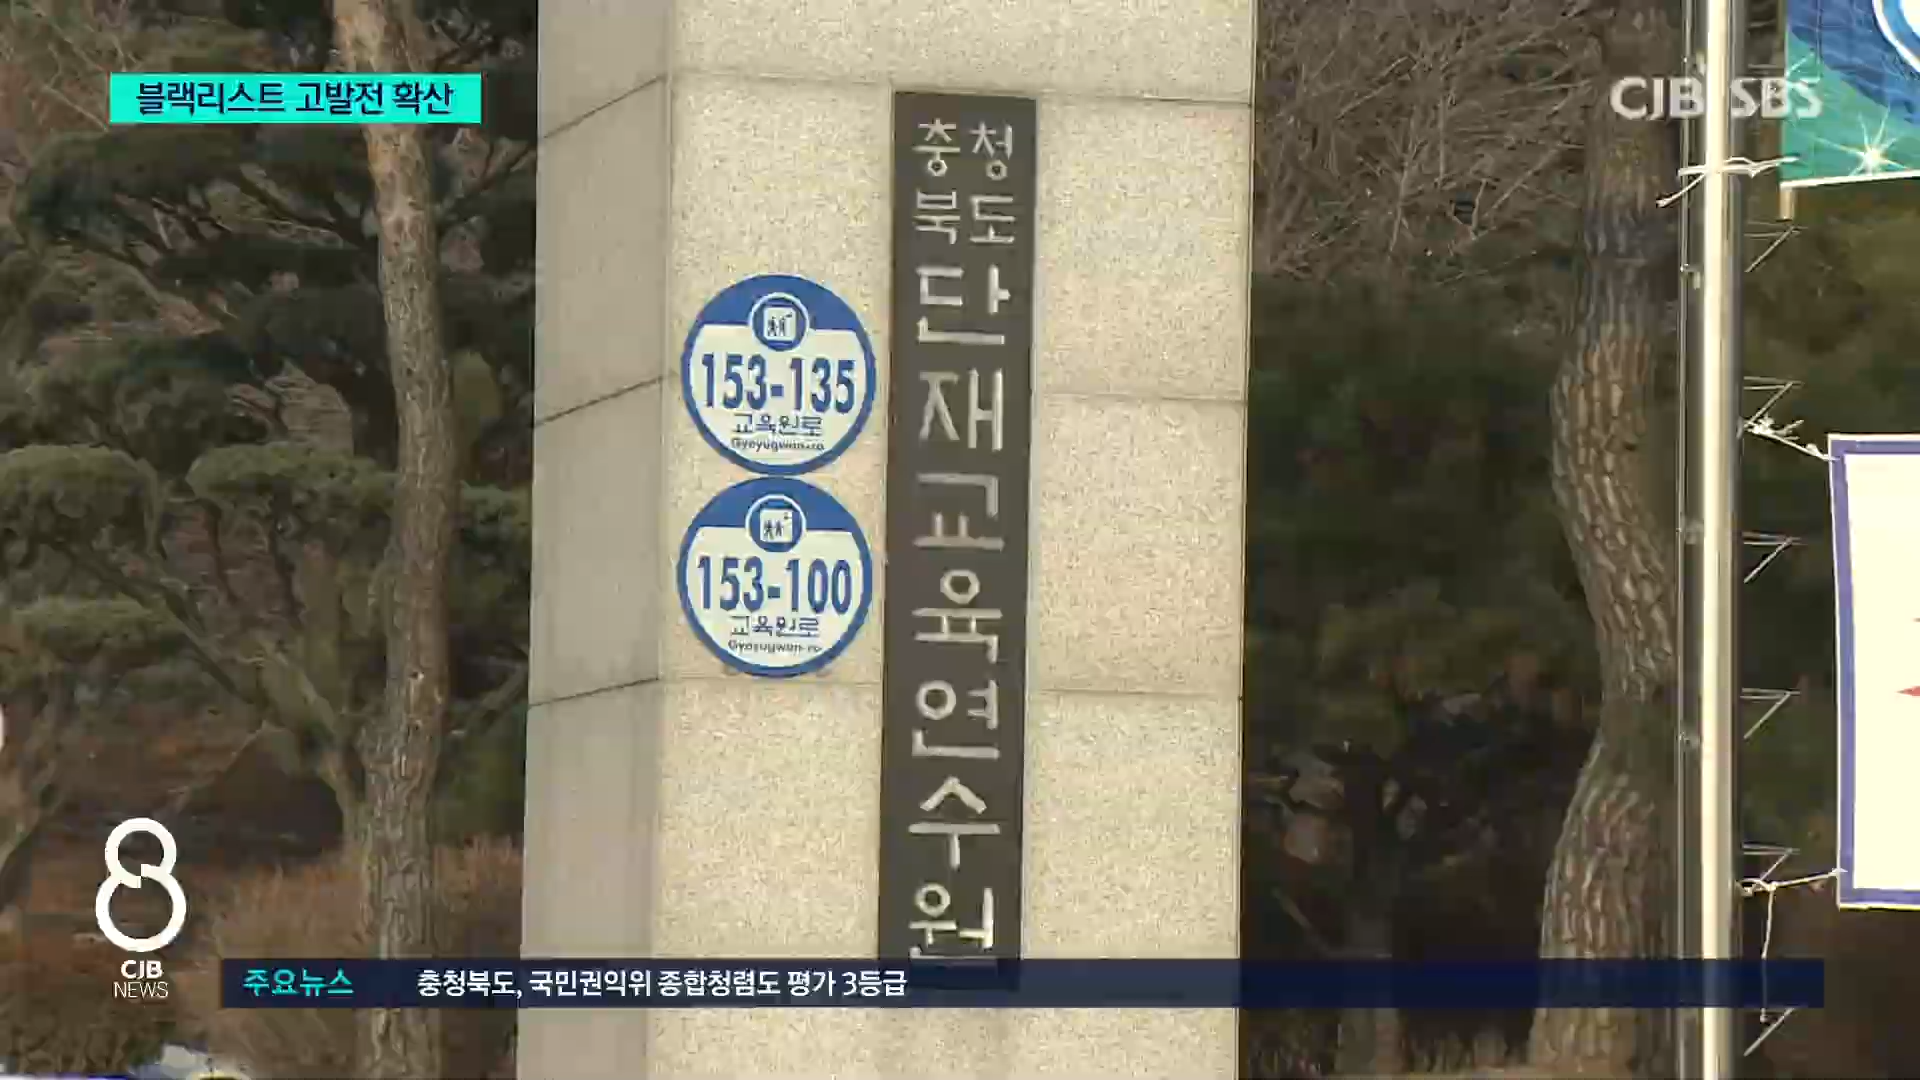 블랙리스트 고발전 확산
CJB SBS
충청
북도
단재교육연수원
153-135
교육원로
Gyoyugwon-ro
153-100
교육원로
Gyoyugwon-ro
8
CJB
NEWS
주요뉴스 충청북도, 국민권익위 종합청렴도 평가 3등급